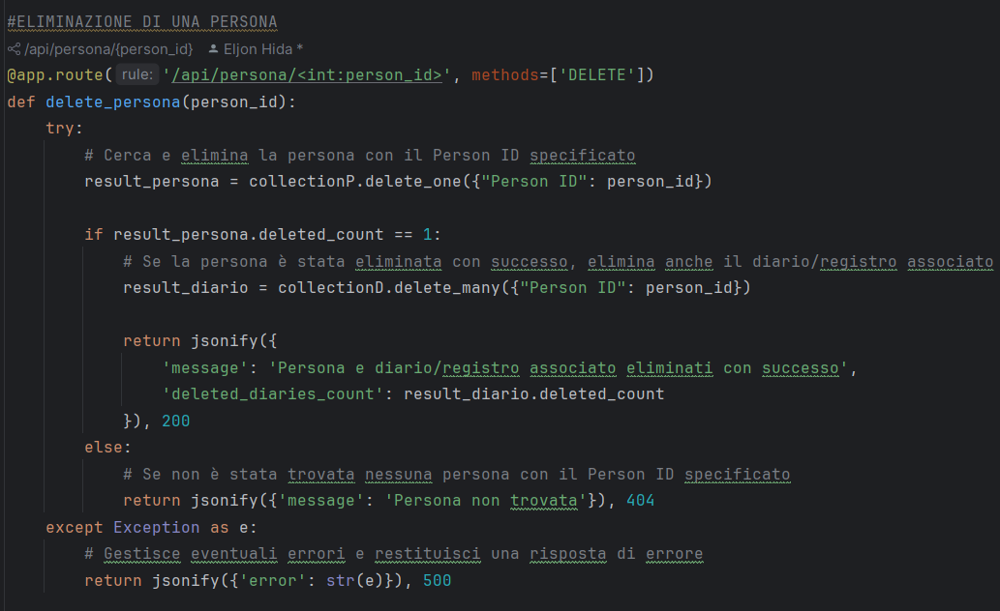 #ELIMINAZIONE DI UNA PERSONA
/api/persona/{person_id} Eljon Hida *
@app.route( rule: '/api/persona/<int:person_id>', methods=['DELETE'])
def delete_persona(person_id):
    try:
        # Cerca e elimina la persona con il Person ID specificato
        result_persona = collectionP.delete_one({"Person ID": person_id})
        if result_persona.deleted_count == 1:
            # Se la persona è stata eliminata con successo, elimina anche il diario/registro associato
            result_diario = collectionD.delete_many({"Person ID": person_id})
            return jsonify({
                'message': 'Persona e diario/registro associato eliminati con successo',
                'deleted_diaries_count': result_diario.deleted_count
            }), 200
        else:
            # Se non è stata trovata nessuna persona con il Person ID specificato
            return jsonify({'message': 'Persona non trovata'}), 404
    except Exception as e:
        # Gestisce eventuali errori e restituisci una risposta di errore
        return jsonify({'error': str(e)}), 500